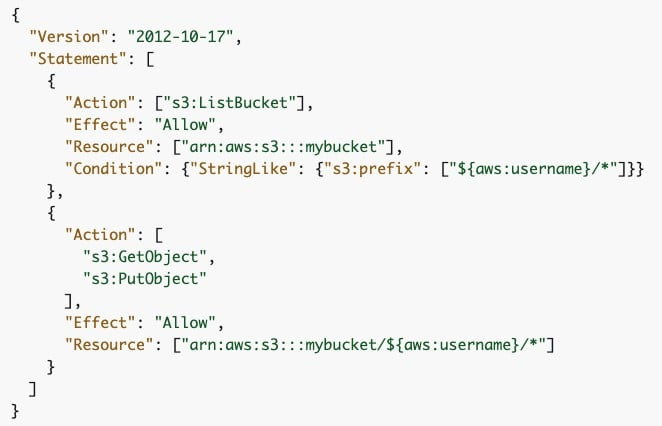 {
  "Version": "2012-10-17",
  "Statement": [
    {
      "Action": ["s3:ListBucket"],
      "Effect": "Allow",
      "Resource": ["arn:aws:s3:::mybucket"],
      "Condition": {"StringLike": {"s3:prefix": ["${aws:username}/*"]}}
    },
    {
      "Action": [
        "s3:GetObject",
        "s3:PutObject"
      ],
      "Effect": "Allow",
      "Resource": ["arn:aws:s3:::mybucket/${aws:username}/*"]
    }
  ]
}